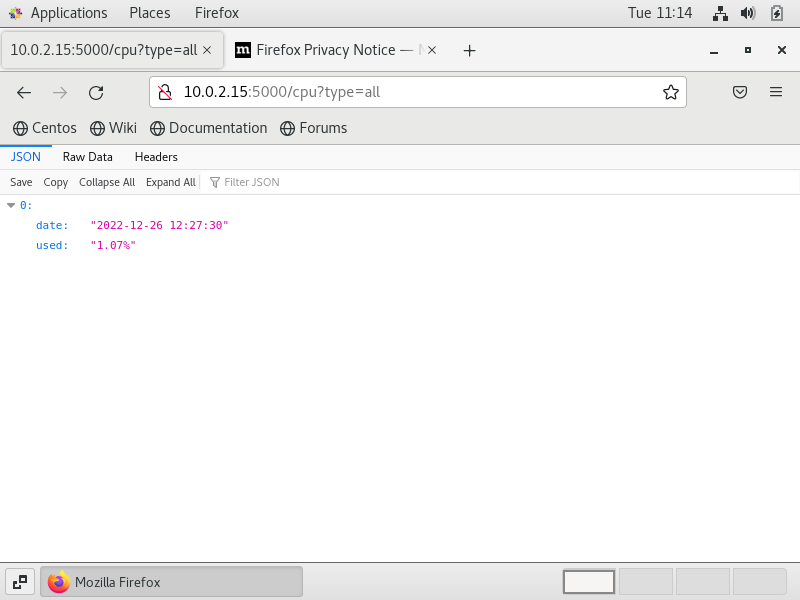 Applications Places Firefox Tue 11:14
10.0.2.15:5000/cpu?type=all m Firefox Privacy Notice —
10.0.2.15:5000/cpu?type=all
Centos Wiki Documentation Forums
JSON Raw Data Headers
Save Copy Collapse All Expand All Filter JSON
0:
date: "2022-12-26 12:27:30"
used: "1.07%"
Mozilla Firefox